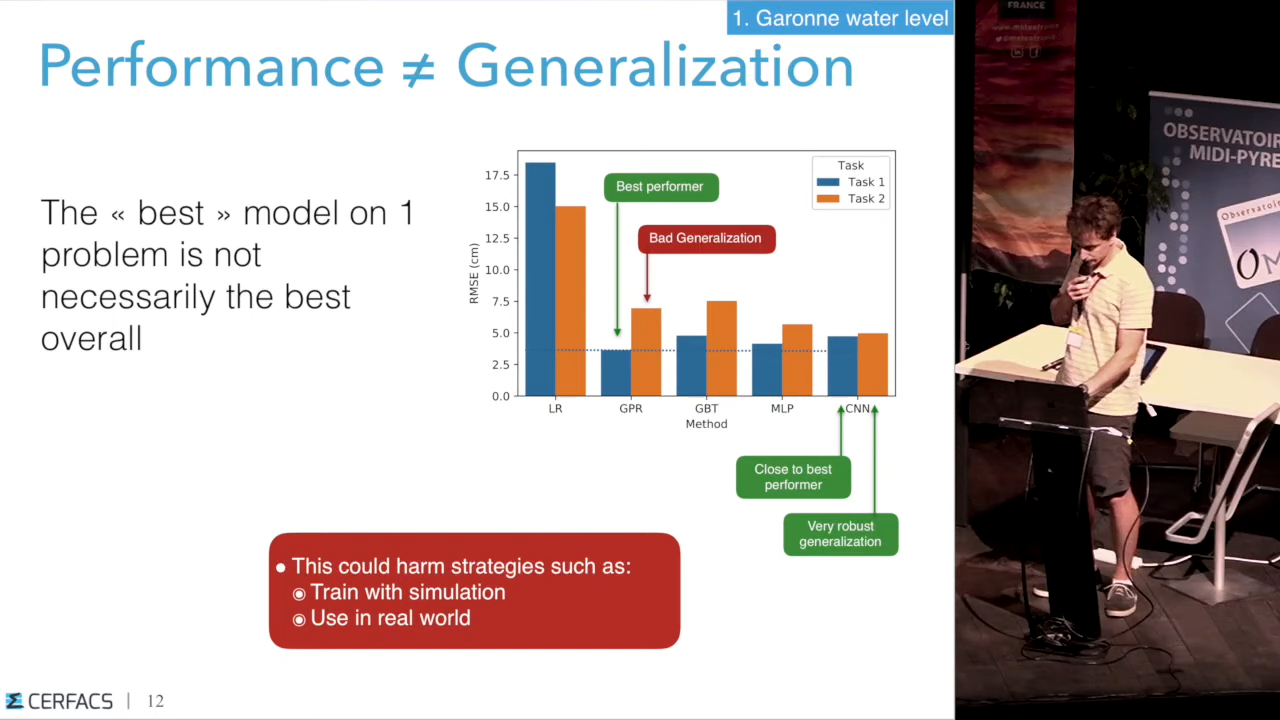 1. Garonne water level
Performance ≠ Generalization
The « best » model on 1
problem is not
necessarily the best
overall
RMSE (cm)
17.5
15.0
12.5
10.0
7.5
5.0
2.5
0.0
Best performer
Bad Generalization
Task
Task 1
Task 2
LR
GPR
GBT
MLP
CNN
Method
Close to best
performer
Very robust
generalization
This could harm strategies such as:
Train with simulation
Use in real world
CERFACS
12
FRANCE
OBSERVATOI
MIDI-PYRE
Observatoi